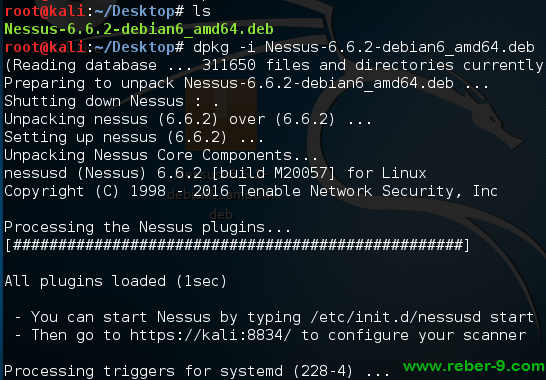 root@kali:~/Desktop# ls
Nessus-6.6.2-debian6_amd64.deb
root@kali:~/Desktop# dpkg -i Nessus-6.6.2-debian6_amd64.deb
(Reading database ... 311650 files and directories currently
Preparing to unpack Nessus-6.6.2-debian6_amd64.deb ...
Shutting down Nessus : .
Unpacking nessus (6.6.2) over (6.6.2) ...
Setting up nessus (6.6.2) ...
Unpacking Nessus Core Components...
nessusd (Nessus) 6.6.2 [build M20057] for Linux
Copyright (C) 1998 - 2016 Tenable Network Security, Inc
deb
Processing the Nessus plugins...
[##################################################]
All plugins loaded (1sec)
- You can start Nessus by typing /etc/init.d/nessusd start
- Then go to https://kali:8834/ to configure your scanner
Processing triggers for systemd (228-4) ...
www.reber-9.com